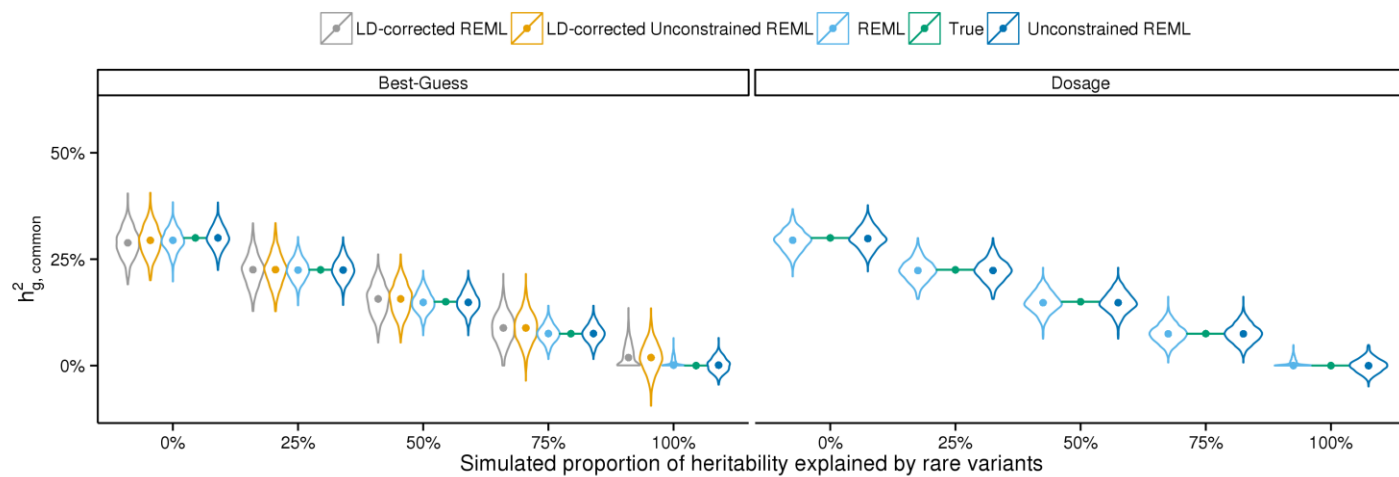 LD-corrected REML LD-corrected Unconstrained REML REML True Unconstrained REML
Best-Guess Dosage
50%
25%
0%
h²g, common
0% 25% 50% 75% 100% 0% 25% 50% 75% 100%
Simulated proportion of heritability explained by rare variants